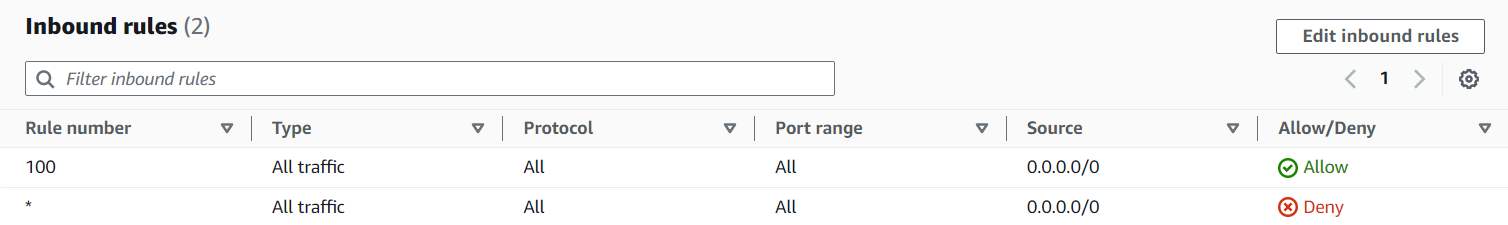 Inbound rules (2)
Edit inbound rules
Filter inbound rules
1
Rule number Type Protocol Port range Source Allow/Deny
100 All traffic All All 0.0.0.0/0 Allow
* All traffic All All 0.0.0.0/0 Deny